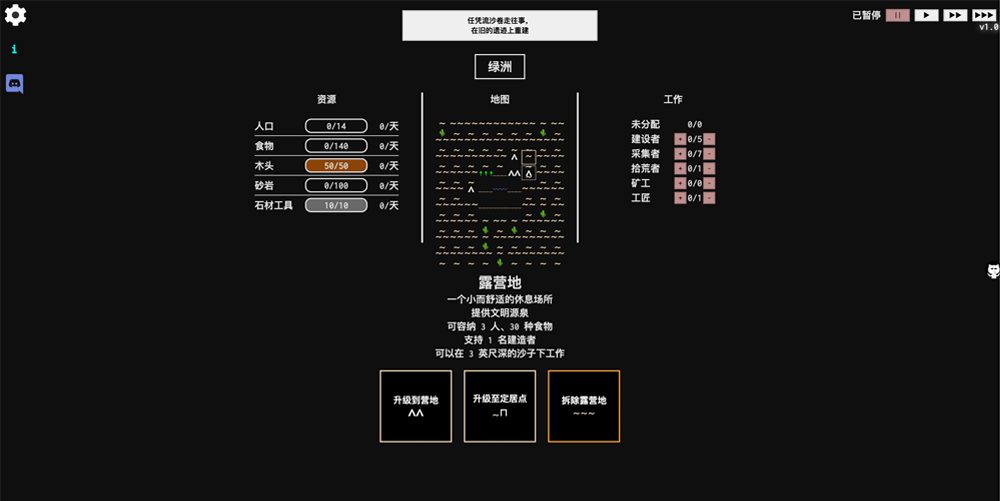 任凭流沙卷走往事，
在旧的遗迹上重建
已暂停
v1.0
绿洲
资源
人口 0/14 0/天
食物 0/140 0/天
木头 50/50 0/天
砂岩 0/100 0/天
石材工具 10/10 0/天
地图
工作
未分配 0/0
建设者 + 0/5 -
采集者 + 0/7 -
拾荒者 + 0/1 -
矿工 + 0/0 -
工匠 + 0/1 -
露营地
一个小而舒适的休息场所
提供文明源泉
可容纳 3 人、30 种食物
支持 1 名建造者
可以在 3 英尺深的沙子下工作
升级到营地
升级至定居点
拆除露营地